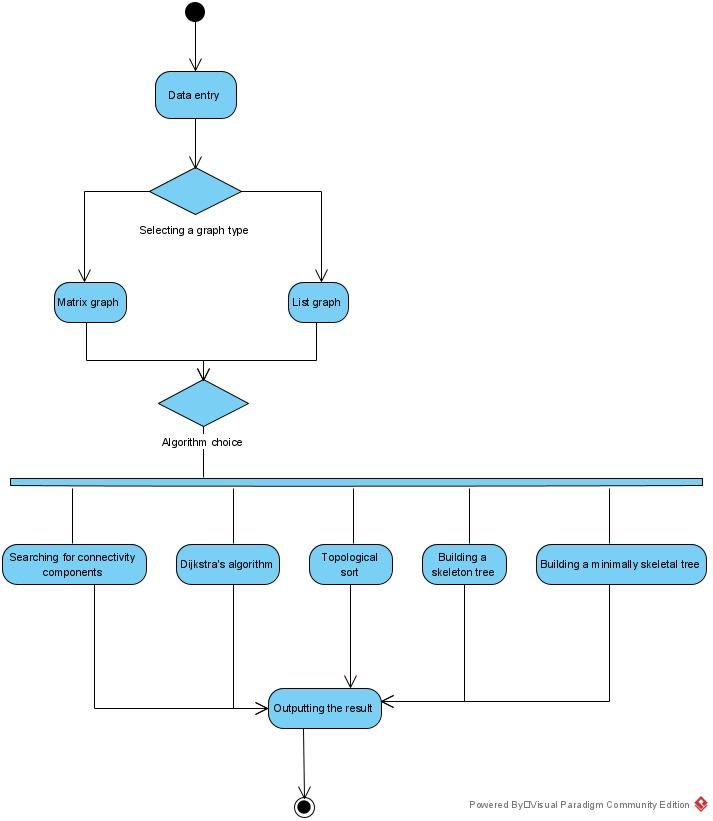 Data entry
Selecting a graph type
Matrix graph
List graph
Algorithm choice
Searching for connectivity
components
Dijkstra's algorithm
Topological
sort
Building a
skeleton tree
Building a minimally skeletal tree
Outputting the result
Powered By▯Visual Paradigm Community Edition